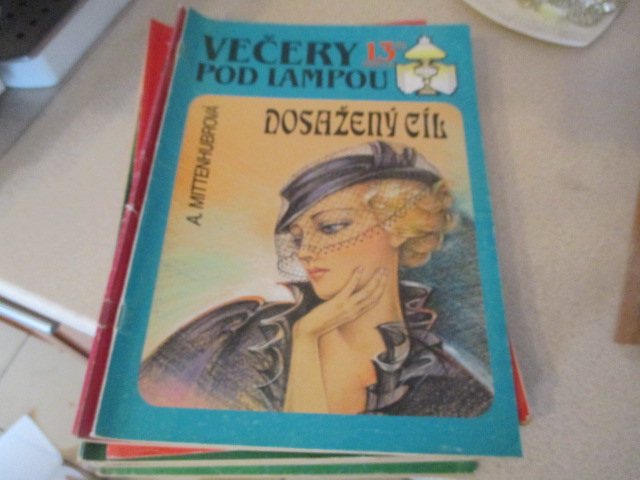 VEČERY 13
POD LAMPOU
DOSAŽENÝ CÍL
A. MITTENHUBROVÁ